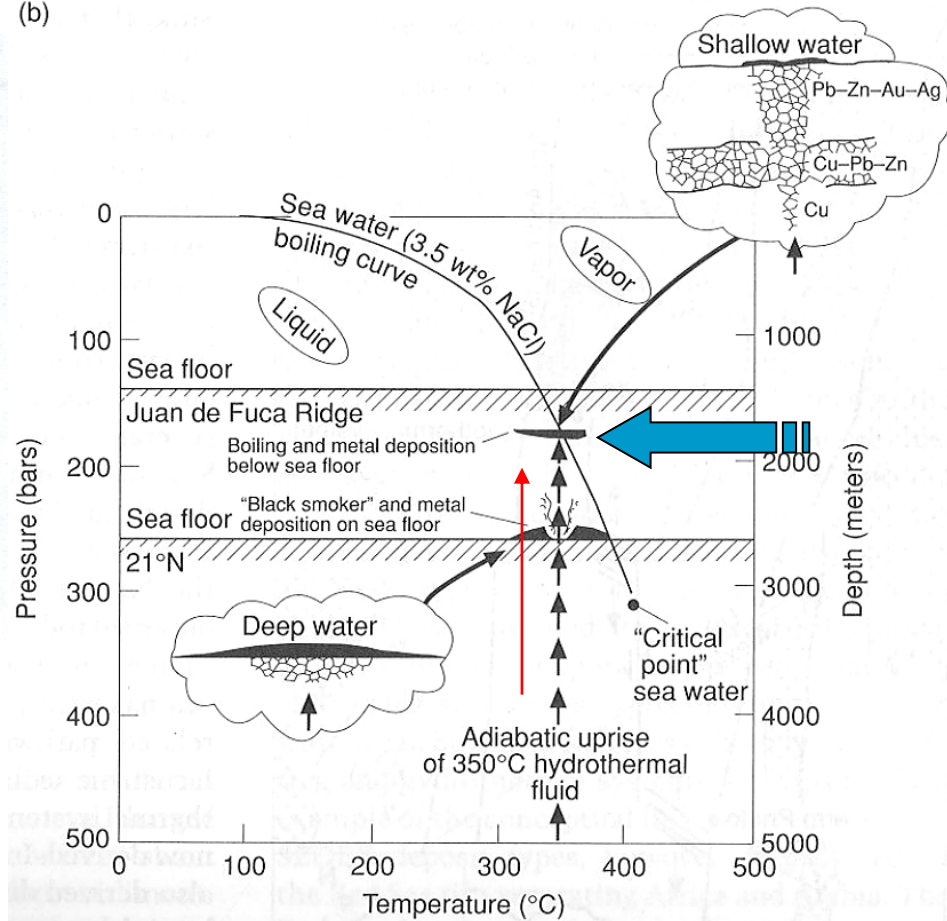 (b)
Shallow water
Pb–Zn–Au–Ag
Cu–Pb–Zn
Cu
Sea water (3.5 wt% NaCl)
boiling curve
Vapor
Liquid
0
100
200
300
400
500
Pressure (bars)
Sea floor
Juan de Fuca Ridge
Boiling and metal deposition
below sea floor
"Black smoker" and metal
deposition on sea floor
Sea floor
21°N
Deep water
"Critical
point"
sea water
Adiabatic uprise
of 350°C hydrothermal
fluid
1000
2000
3000
4000
5000
Depth (meters)
0
100
200
300
400
500
Temperature (°C)